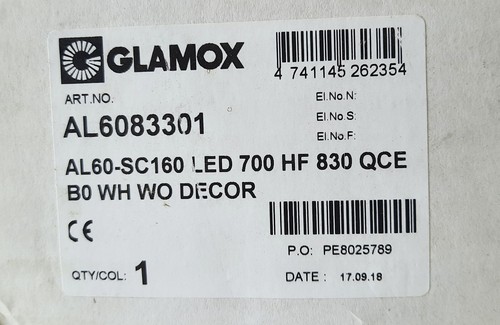 GLAMOX
4 741145 262354
ART.NO.
AL6083301
El.No.N:
El.No.S:
El.No.F:
AL60-SC160 LED 700 HF 830 QCE
B0 WH WO DECOR
CE
P.O: PE8025789
QTY/COL: 1
DATE : 17.09.18